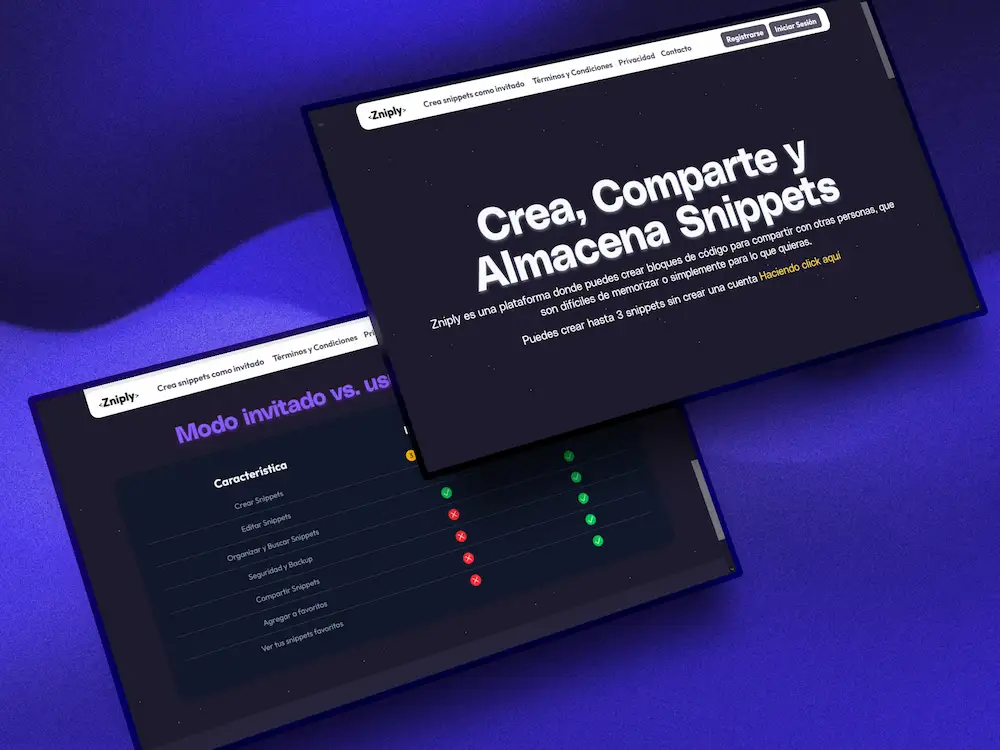 <Zniply>
Crea snippets como invitado
Términos y Condiciones
Privacidad
Contacto
Registrarse
Iniciar Sesión
Crea, Comparte y
Almacena Snippets
Zniply es una plataforma donde puedes crear bloques de código para compartir con otras personas, que
son difíciles de memorizar o simplemente para lo que quieras.
Puedes crear hasta 3 snippets sin crear una cuenta Haciendo click aquí
<Zniply>
Crea snippets como invitado
Términos y Condiciones
Modo invitado vs.
Característica
3
Crear Snippets
Editar Snippets
Organizar y Buscar Snippets
Seguridad y Backup
Compartir Snippets
Agregar a favoritos
Ver tus snippets favoritos